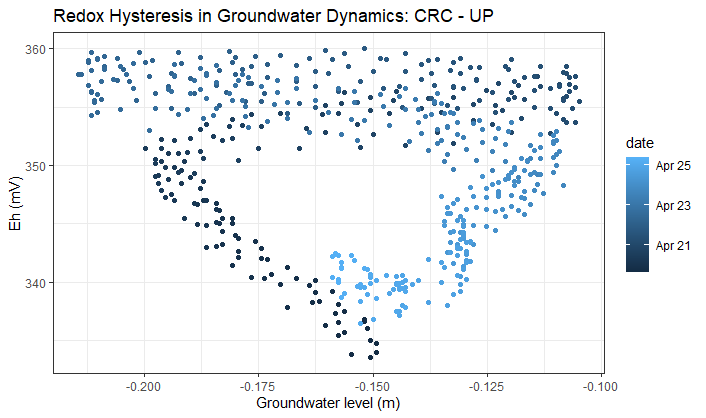 Redox Hysteresis in Groundwater Dynamics: CRC - UP
360
350
340
Eh (mV)
-0.200
-0.175
-0.150
-0.125
-0.100
Groundwater level (m)
date
Apr 25
Apr 23
Apr 21